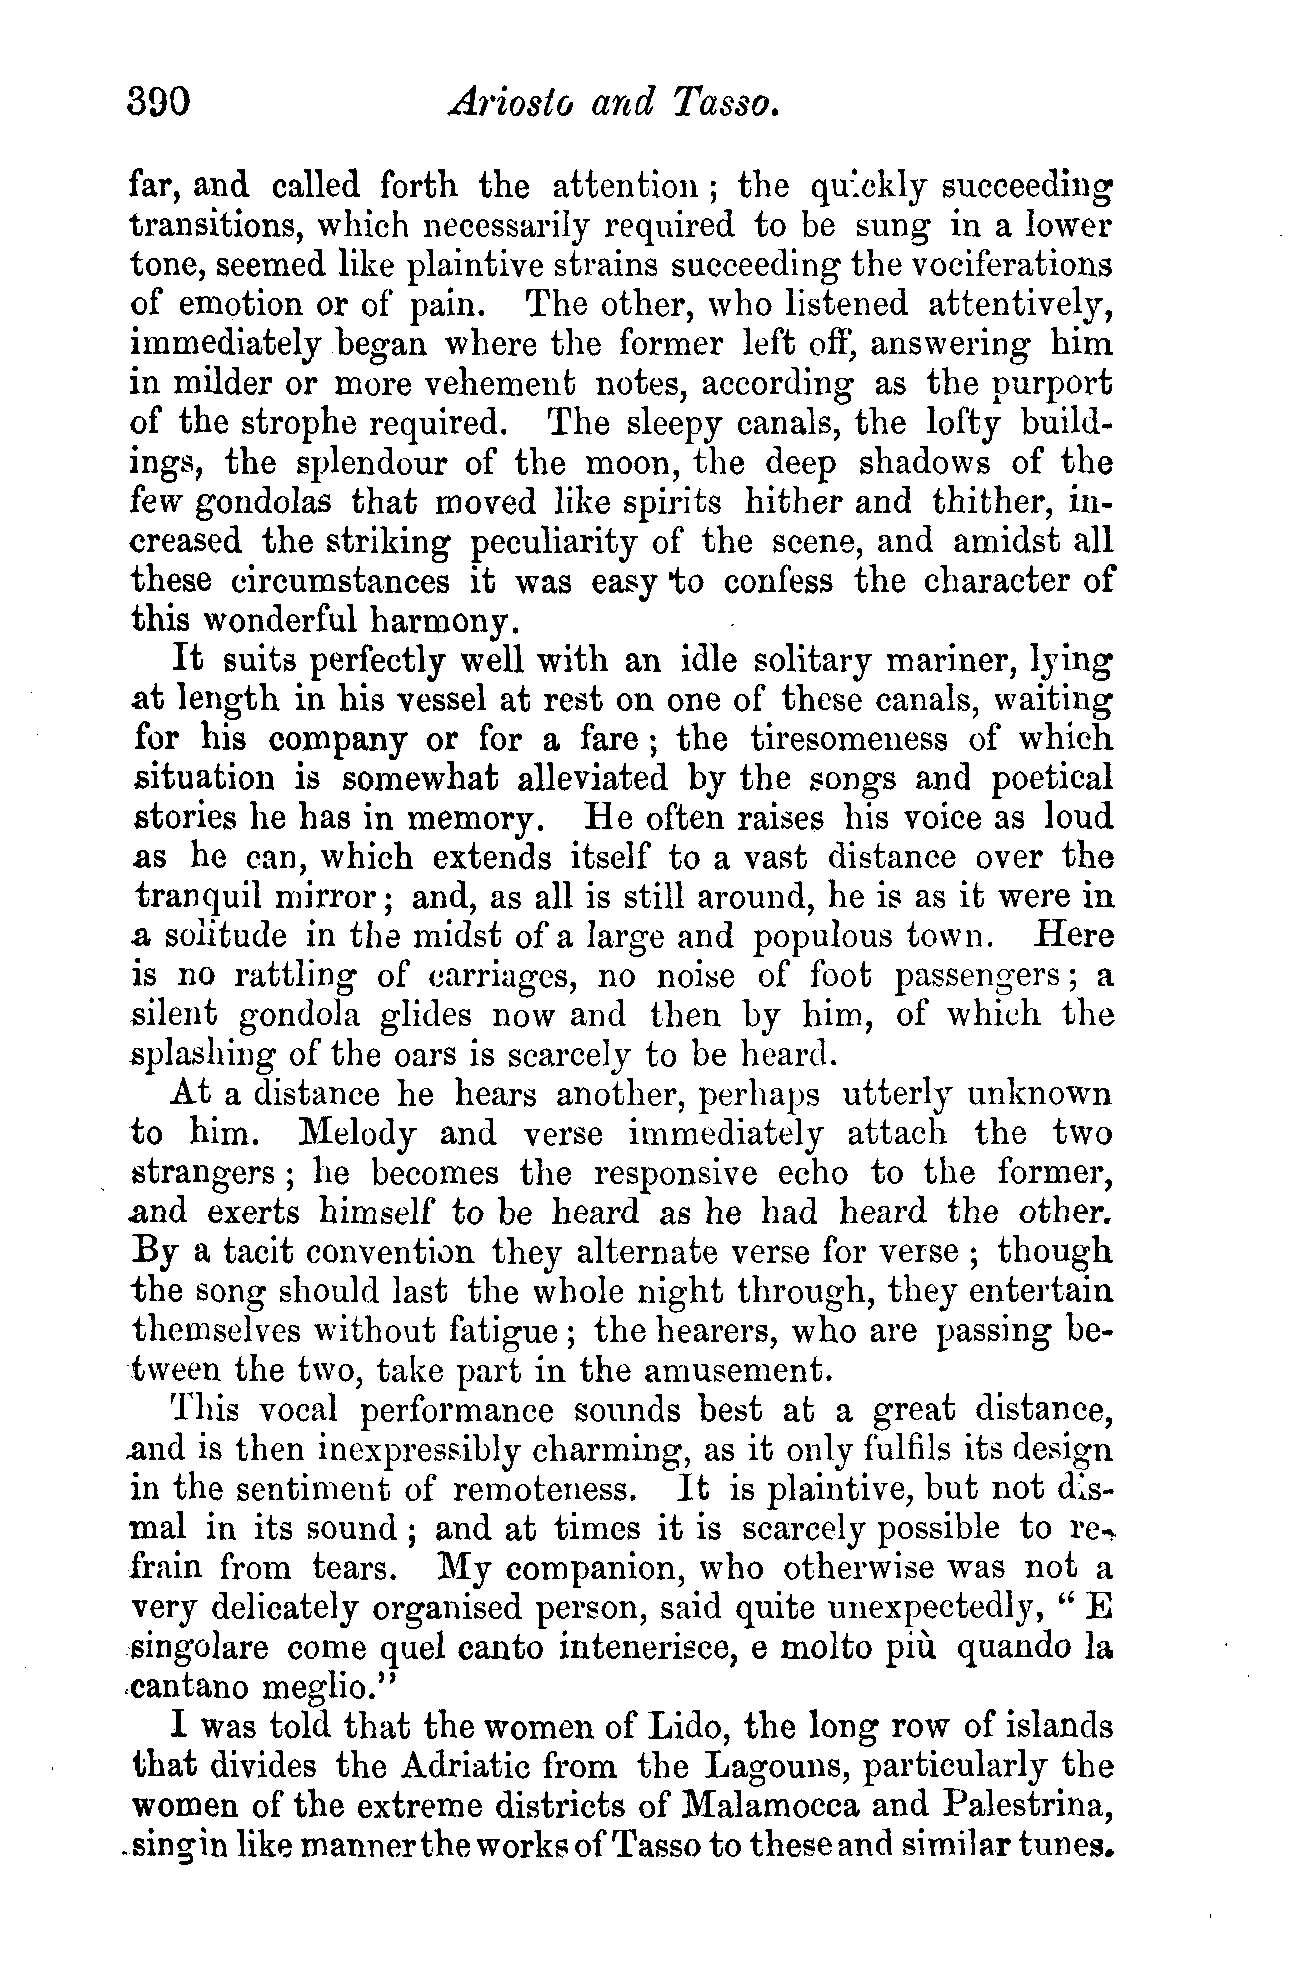 390 Ariosto and Tasso.
far, and called forth the attention ; the quickly succeeding
transitions, which necessarily required to be sung in a lower
tone, seemed like plaintive strains succeeding the vociferations
of emotion or of pain. The other, who listened attentively,
immediately began where the former left off, answering him
in milder or more vehement notes, according as the purport
of the strophe required. The sleepy canals, the lofty build-
ings, the splendour of the moon, the deep shadows of the
few gondolas that moved like spirits hither and thither, in-
creased the striking peculiarity of the scene, and amidst all
these circumstances it was easy to confess the character of
this wonderful harmony.
It suits perfectly well with an idle solitary mariner, lying
at length in his vessel at rest on one of these canals, waiting
for his company or for a fare ; the tiresomeness of which
situation is somewhat alleviated by the songs and poetical
stories he has in memory. He often raises his voice as loud
as he can, which extends itself to a vast distance over the
tranquil mirror ; and, as all is still around, he is as it were in
a solitude in the midst of a large and populous town. Here
is no rattling of carriages, no noise of foot passengers ; a
silent gondola glides now and then by him, of which the
splashing of the oars is scarcely to be heard.
At a distance he hears another, perhaps utterly unknown
to him. Melody and verse immediately attach the two
strangers ; he becomes the responsive echo to the former,
and exerts himself to be heard as he had heard the other.
By a tacit convention they alternate verse for verse ; though
the song should last the whole night through, they entertain
themselves without fatigue ; the hearers, who are passing be-
tween the two, take part in the amusement.
This vocal performance sounds best at a great distance,
and is then inexpressibly charming, as it only fulfils its design
in the sentiment of remoteness. It is plaintive, but not dis-
mal in its sound ; and at times it is scarcely possible to re-
frain from tears. My companion, who otherwise was not a
very delicately organised person, said quite unexpectedly, “ E
singolare come quel canto intenerisce, e molto più quando la
cantano meglio.”
I was told that the women of Lido, the long row of islands
that divides the Adriatic from the Lagouns, particularly the
women of the extreme districts of Malamocca and Palestrina,
sing in like manner the works of Tasso to these and similar tunes.